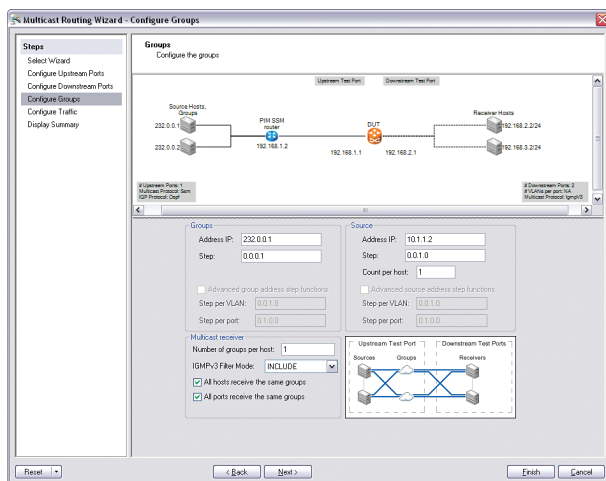 Multicast Routing Wizard - Configure Groups
Steps
Select Wizard
Configure Upstream Ports
Configure Downstream Ports
Configure Groups
Configure Traffic
Display Summary
Groups
Configure the groups
Upstream Test Port
Downstream Test Port
Source Hosts,
Groups
232.0.0.1
232.0.0.2
PIM SSM
router
192.168.1.2
DUT
192.168.1.1
192.168.2.1
Receiver Hosts
192.168.2.2/24
192.168.3.2/24
# Upstream Ports: 1
Multicast Protocol: Ssm
IGP Protocol: Ospf
# Downstream Ports: 2
# VLANs per port: NA
Multicast Protocol: IgmpV3
Groups
Address IP: 232.0.0.1
Step: 0.0.0.1
Advanced group address step functions
Step per VLAN: 0.0.1.0
Step per port: 0.1.0.0
Source
Address IP: 10.1.1.2
Step: 0.0.1.0
Count per host: 1
Advanced source address step functions
Step per VLAN: 0.0.1.0
Step per port: 0.1.0.0
Multicast receiver
Number of groups per host: 1
IGMPv3 Filter Mode: INCLUDE
All hosts receive the same groups
All ports receive the same groups
Upstream Test Port
Downstream Test Ports
Sources
Groups
Receivers
Reset
< Back
Next >
Finish
Cancel